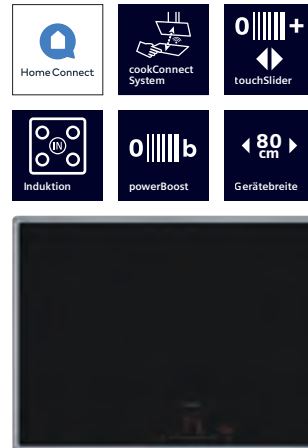 Home Connect
cookConnect
System
0 +
touchSlider
IN
Induktion
0 b
powerBoost
80
cm
Gerätebreite